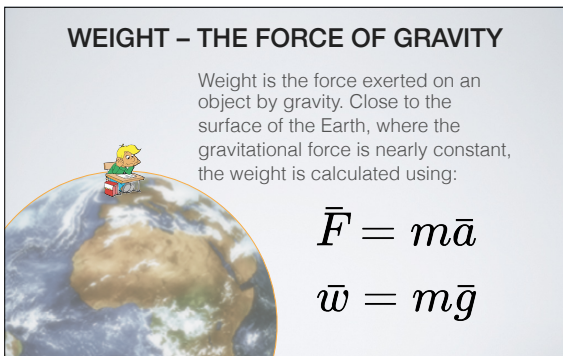 WEIGHT – THE FORCE OF GRAVITY
Weight is the force exerted on an
object by gravity. Close to the
surface of the Earth, where the
gravitational force is nearly constant,
the weight is calculated using:
F̄ = mā
w̄ = mḡ